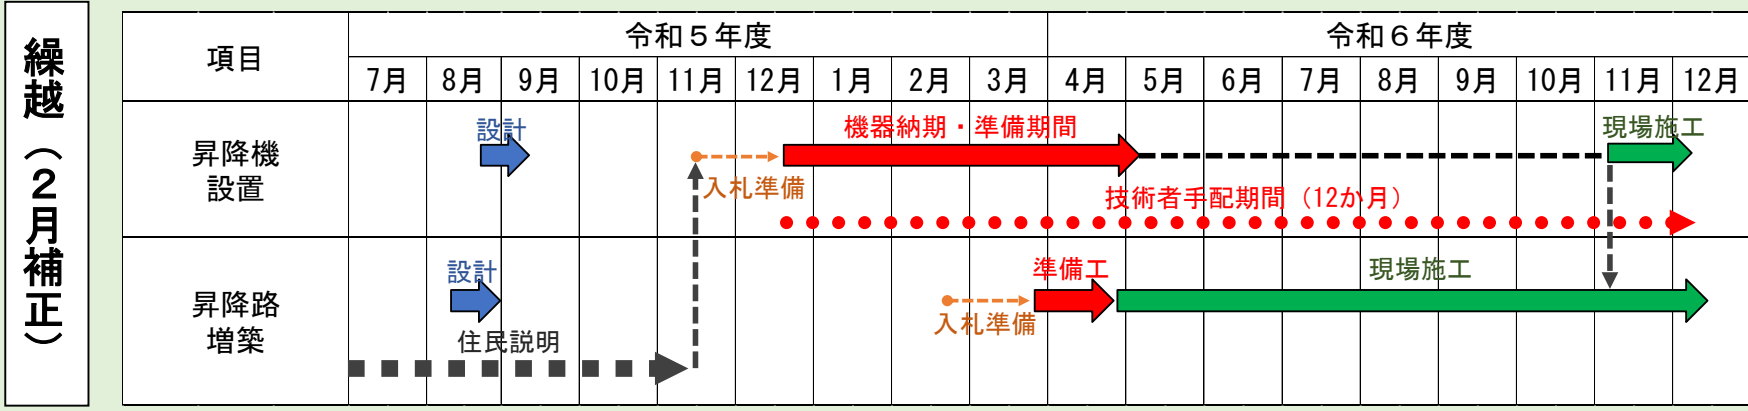 繰越（２月補正）
項目
令和５年度
令和６年度
7月 8月 9月 10月 11月 12月 1月 2月 3月 4月 5月 6月 7月 8月 9月 10月 11月 12月
昇降機
設置
設計
機器納期・準備期間
現場施工
入札準備
技術者手配期間（12か月）
昇降路
増築
設計
準備工
現場施工
入札準備
住民説明